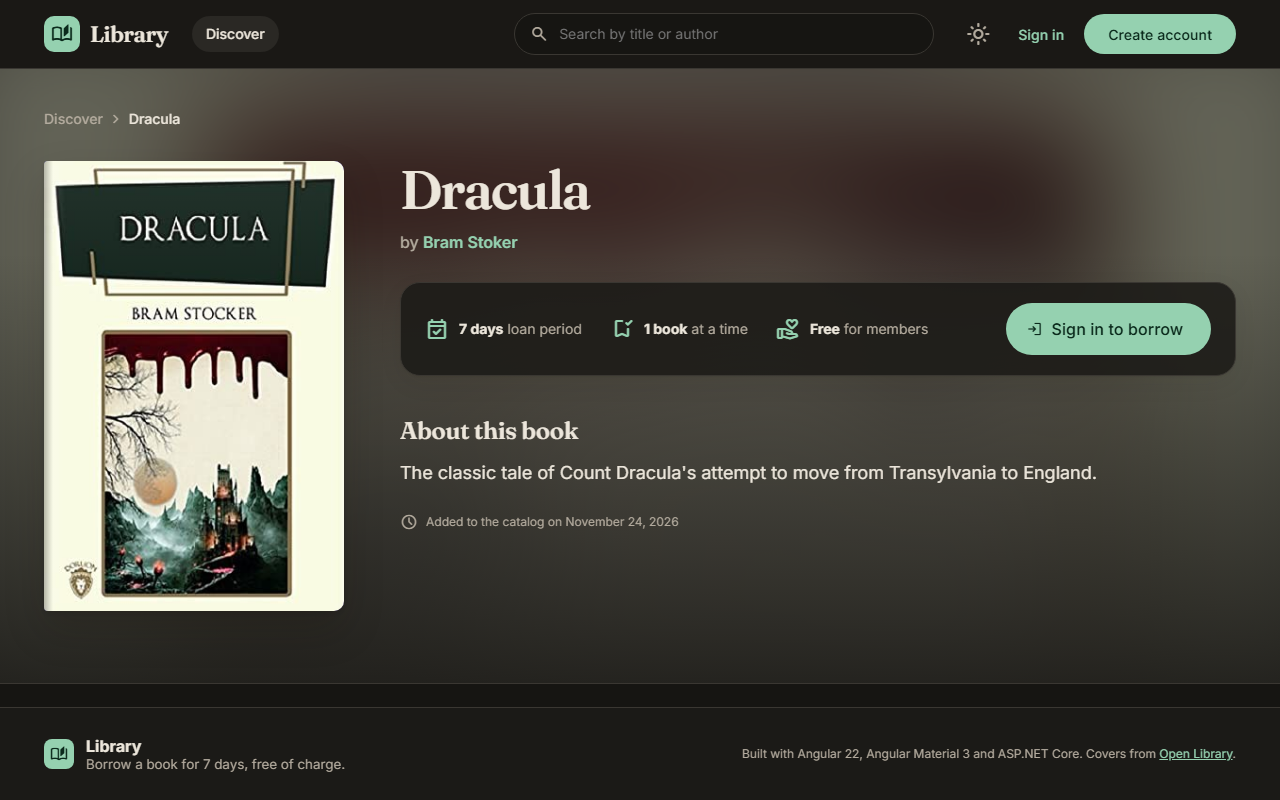 Library
Discover
Search by title or author
Sign in
Create account
Discover > Dracula
DRACULA
BRAM STOCKER
DORLION
Dracula
by Bram Stoker
7 days loan period
1 book at a time
Free for members
Sign in to borrow
About this book
The classic tale of Count Dracula's attempt to move from Transylvania to England.
Added to the catalog on November 24, 2026
Library
Borrow a book for 7 days, free of charge.
Built with Angular 22, Angular Material 3 and ASP.NET Core. Covers from Open Library.